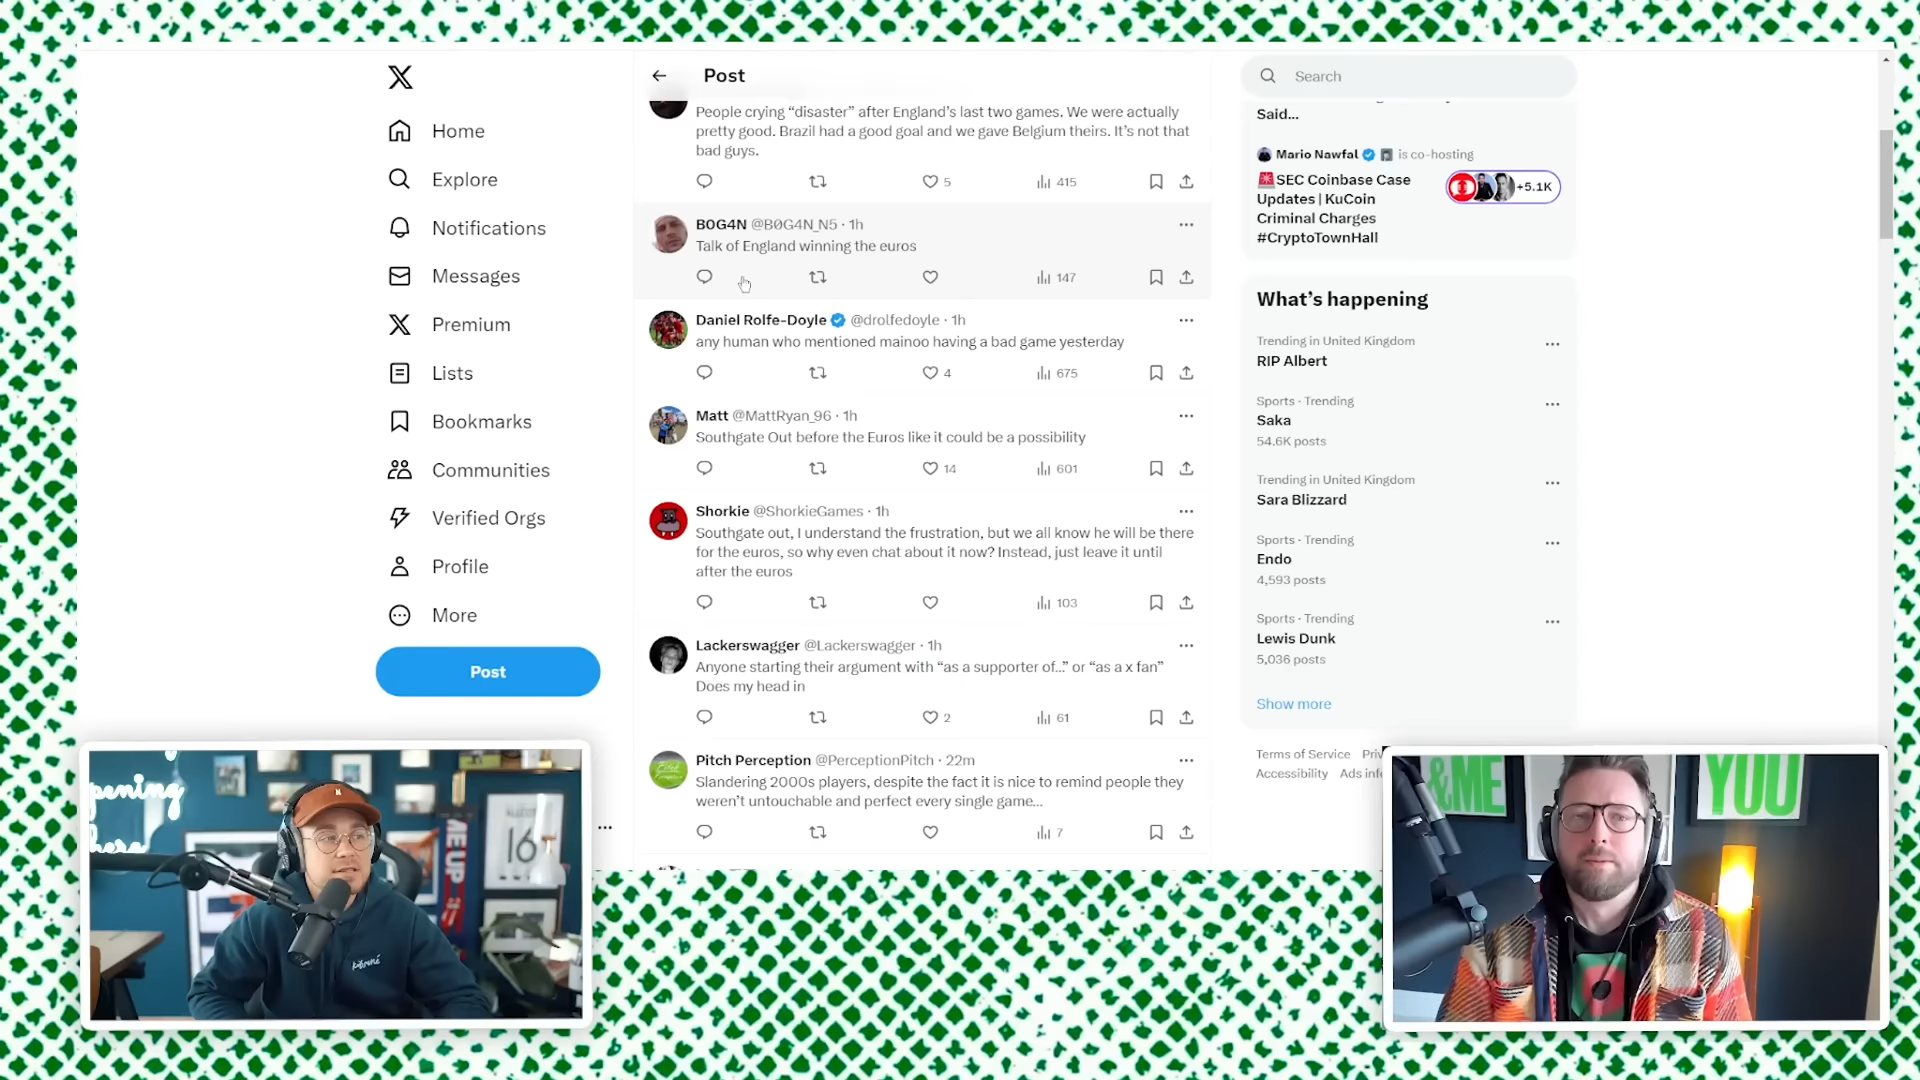 Home
Explore
Notifications
Messages
Premium
Lists
Bookmarks
Communities
Verified Orgs
Profile
More
Post
Post
People crying “disaster” after England’s last two games. We were actually
pretty good. Brazil had a good goal and we gave Belgium theirs. It’s not that
bad guys.
5
415
B0G4N @B0G4N_N5 · 1h
Talk of England winning the euros
147
Daniel Rolfe-Doyle @drolfedoyle · 1h
any human who mentioned mainoo having a bad game yesterday
4
675
Matt @MattRyan_96 · 1h
Southgate Out before the Euros like it could be a possibility
14
601
Shorkie @ShorkieGames · 1h
Southgate out, I understand the frustration, but we all know he will be there
for the euros, so why even chat about it now? Instead, just leave it until
after the euros
103
Lackerswagger @Lackerswagger · 1h
Anyone starting their argument with “as a supporter of...” or “as a x fan”
Does my head in
2
61
Pitch Perception @PerceptionPitch · 22m
Slandering 2000s players, despite the fact it is nice to remind people they
weren’t untouchable and perfect every single game...
7
Search
Said...
Mario Nawfal is co-hosting
SEC Coinbase Case
Updates | KuCoin
Criminal Charges
#CryptoTownHall
+5.1K
What’s happening
Trending in United Kingdom
RIP Albert
Sports · Trending
Saka
54.6K posts
Trending in United Kingdom
Sara Blizzard
Sports · Trending
Endo
4,593 posts
Sports · Trending
Lewis Dunk
5,036 posts
Show more
Terms of Service
Accessibility Ads
16
&ME
YOU